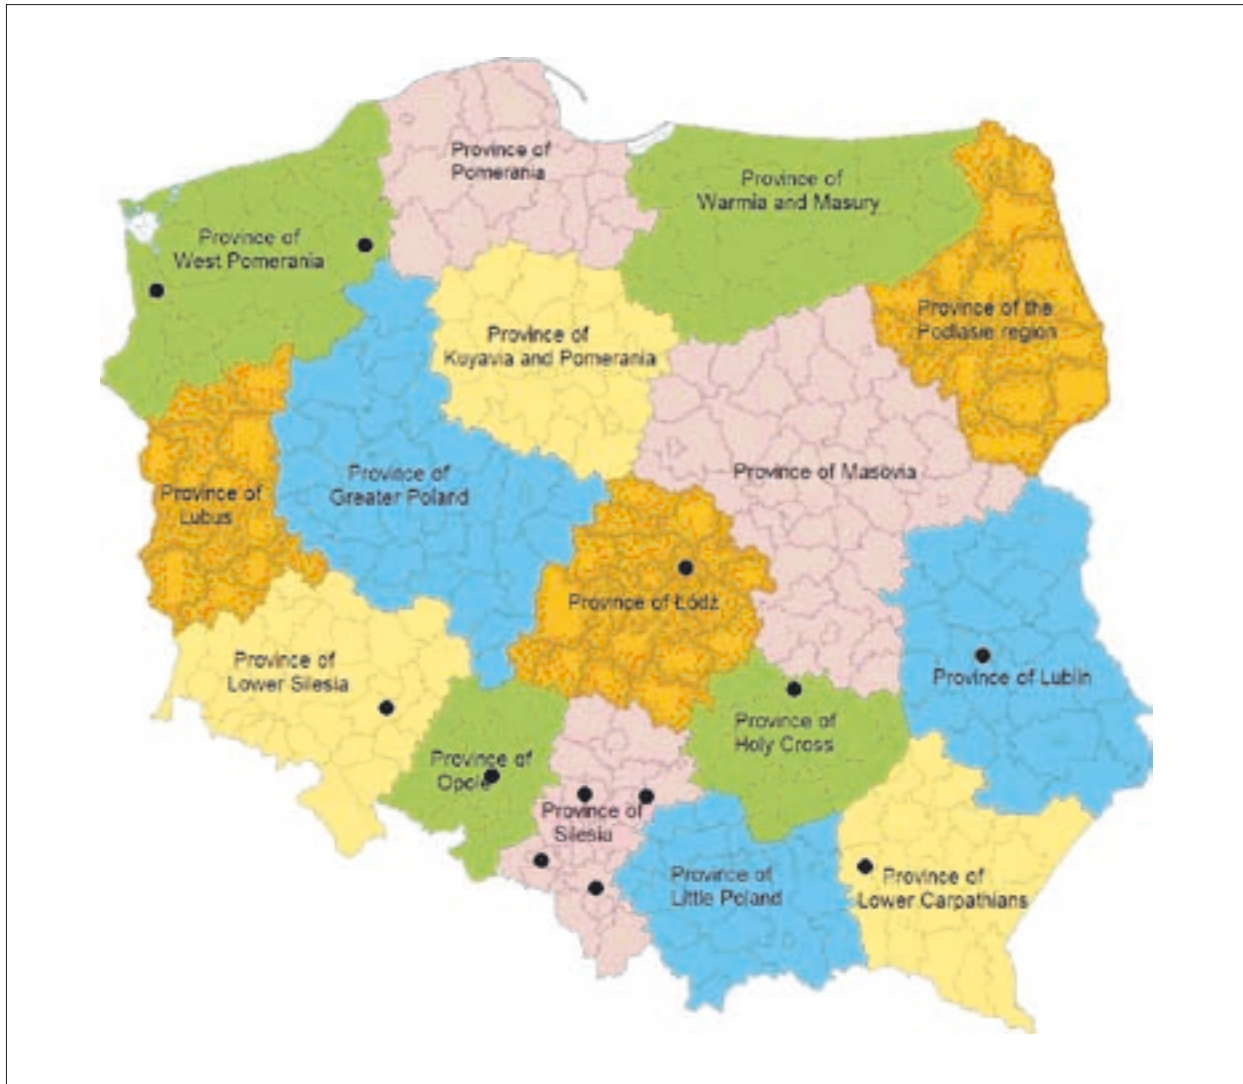 Province of
Pomerania
Province of
Warmia and Masury
Province of
West Pomerania
Province of the
Podlasie region
Province of
Kuyavia and Pomerania
Province of
Greater Poland
Province of Masovia
Province of
Lubus
Province of Łódź
Province of
Lower Silesia
Province of Lublin
Province of
Holy Cross
Province of
Opole
Province of
Silesia
Province of
Little Poland
Province of
Lower Carpathians